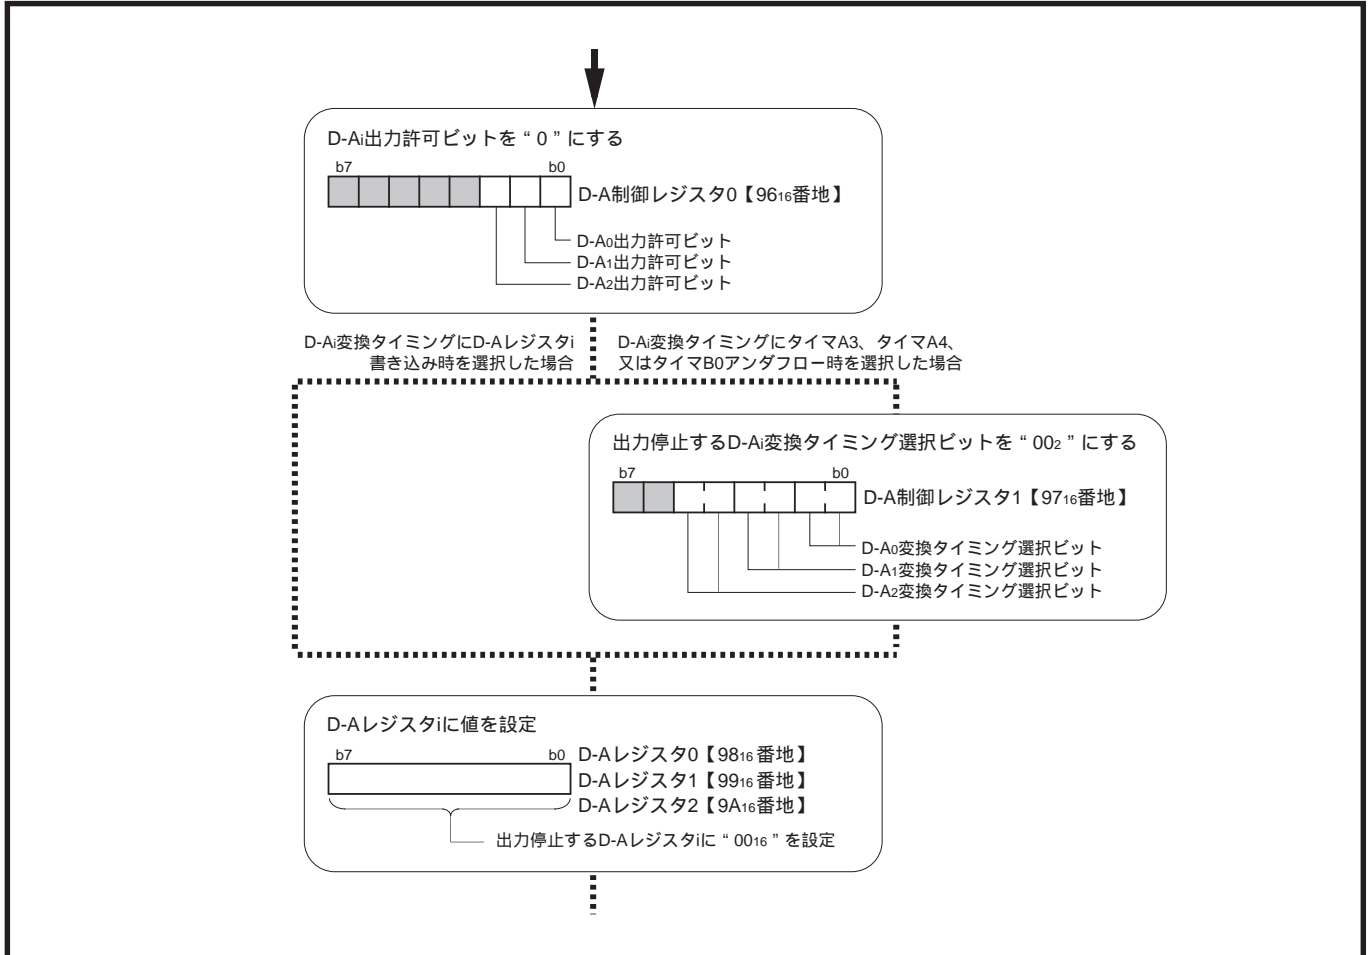 D-Ai出力許可ビットを“0”にする
b7 b0
D-A制御レジスタ0【9616番地】
D-A0出力許可ビット
D-A1出力許可ビット
D-A2出力許可ビット
D-Ai変換タイミングにD-Aレジスタi
書き込み時を選択した場合
D-Ai変換タイミングにタイマA3、タイマA4、
又はタイマB0アンダフロー時を選択した場合
出力停止するD-Ai変換タイミング選択ビットを“002”にする
b7 b0
D-A制御レジスタ1【9716番地】
D-A0変換タイミング選択ビット
D-A1変換タイミング選択ビット
D-A2変換タイミング選択ビット
D-Aレジスタiに値を設定
b7 b0
D-Aレジスタ0【9816番地】
D-Aレジスタ1【9916番地】
D-Aレジスタ2【9A16番地】
出力停止するD-Aレジスタiに“0016”を設定